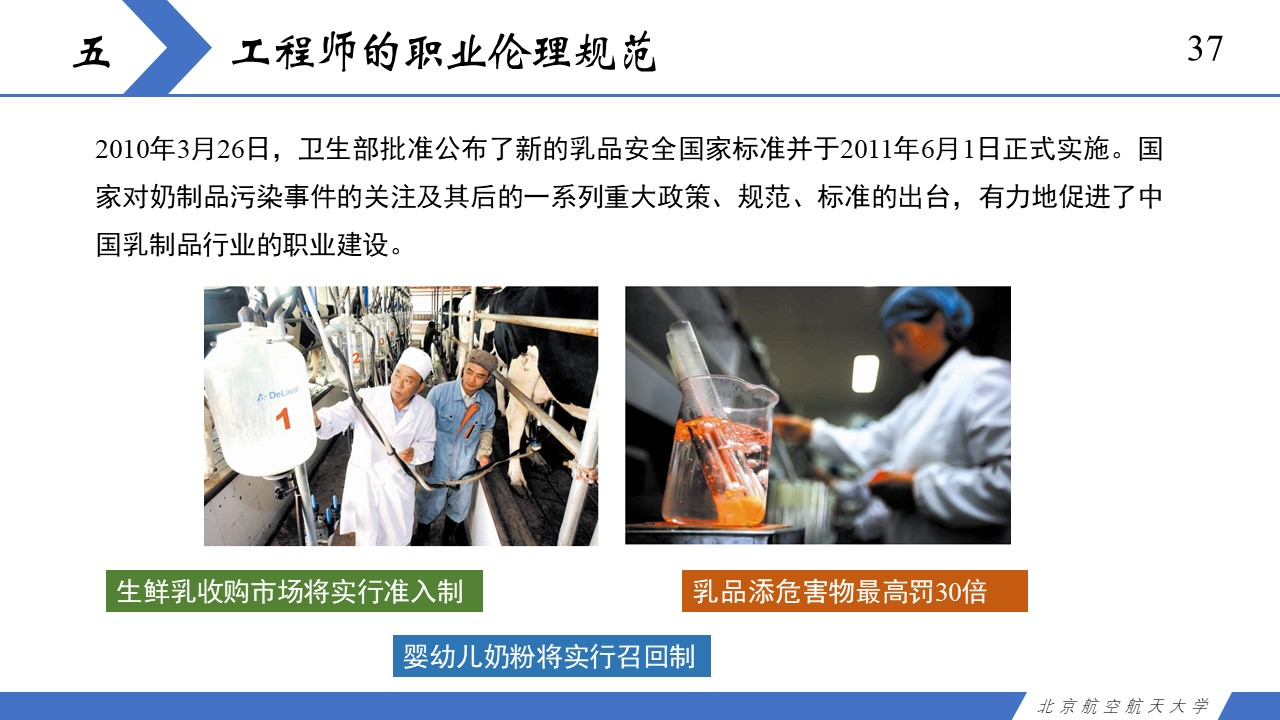 五
工程师的职业伦理规范
37
2010年3月26日，卫生部批准公布了新的乳品安全国家标准并于2011年6月1日正式实施。国
家对奶制品污染事件的关注及其后的一系列重大政策、规范、标准的出台，有力地促进了中
国乳制品行业的职业建设。
DeLaval
1
2
3
生鲜乳收购市场将实行准入制
乳品添危害物最高罚30倍
婴幼儿奶粉将实行召回制
北京航空航天大学